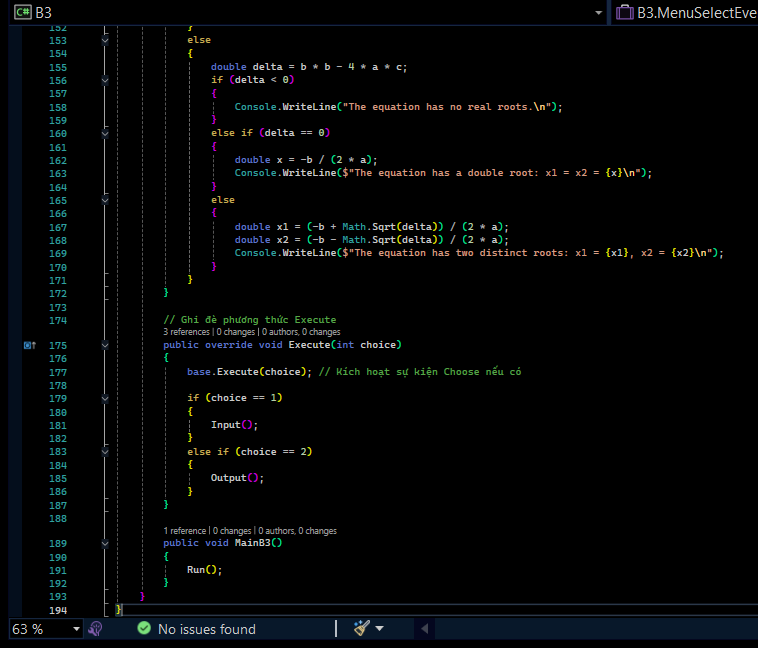 C# B3 B3.MenuSelectEve
152 }
153 else
154 {
155 double delta = b * b - 4 * a * c;
156 if (delta < 0)
157 {
158 Console.WriteLine("The equation has no real roots.\n");
159 }
160 else if (delta == 0)
161 {
162 double x = -b / (2 * a);
163 Console.WriteLine($"The equation has a double root: x1 = x2 = {x}\n");
164 }
165 else
166 {
167 double x1 = (-b + Math.Sqrt(delta)) / (2 * a);
168 double x2 = (-b - Math.Sqrt(delta)) / (2 * a);
169 Console.WriteLine($"The equation has two distinct roots: x1 = {x1}, x2 = {x2}\n");
170 }
171 }
172 }
173
174 // Ghi đè phương thức Execute
3 references | 0 changes | 0 authors, 0 changes
175 public override void Execute(int choice)
176 {
177 base.Execute(choice); // Kích hoạt sự kiện Choose nếu có
178
179 if (choice == 1)
180 {
181 Input();
182 }
183 else if (choice == 2)
184 {
185 Output();
186 }
187 }
188
1 reference | 0 changes | 0 authors, 0 changes
189 public void MainB3()
190 {
191 Run();
192 }
193 }
194 }
63 % No issues found